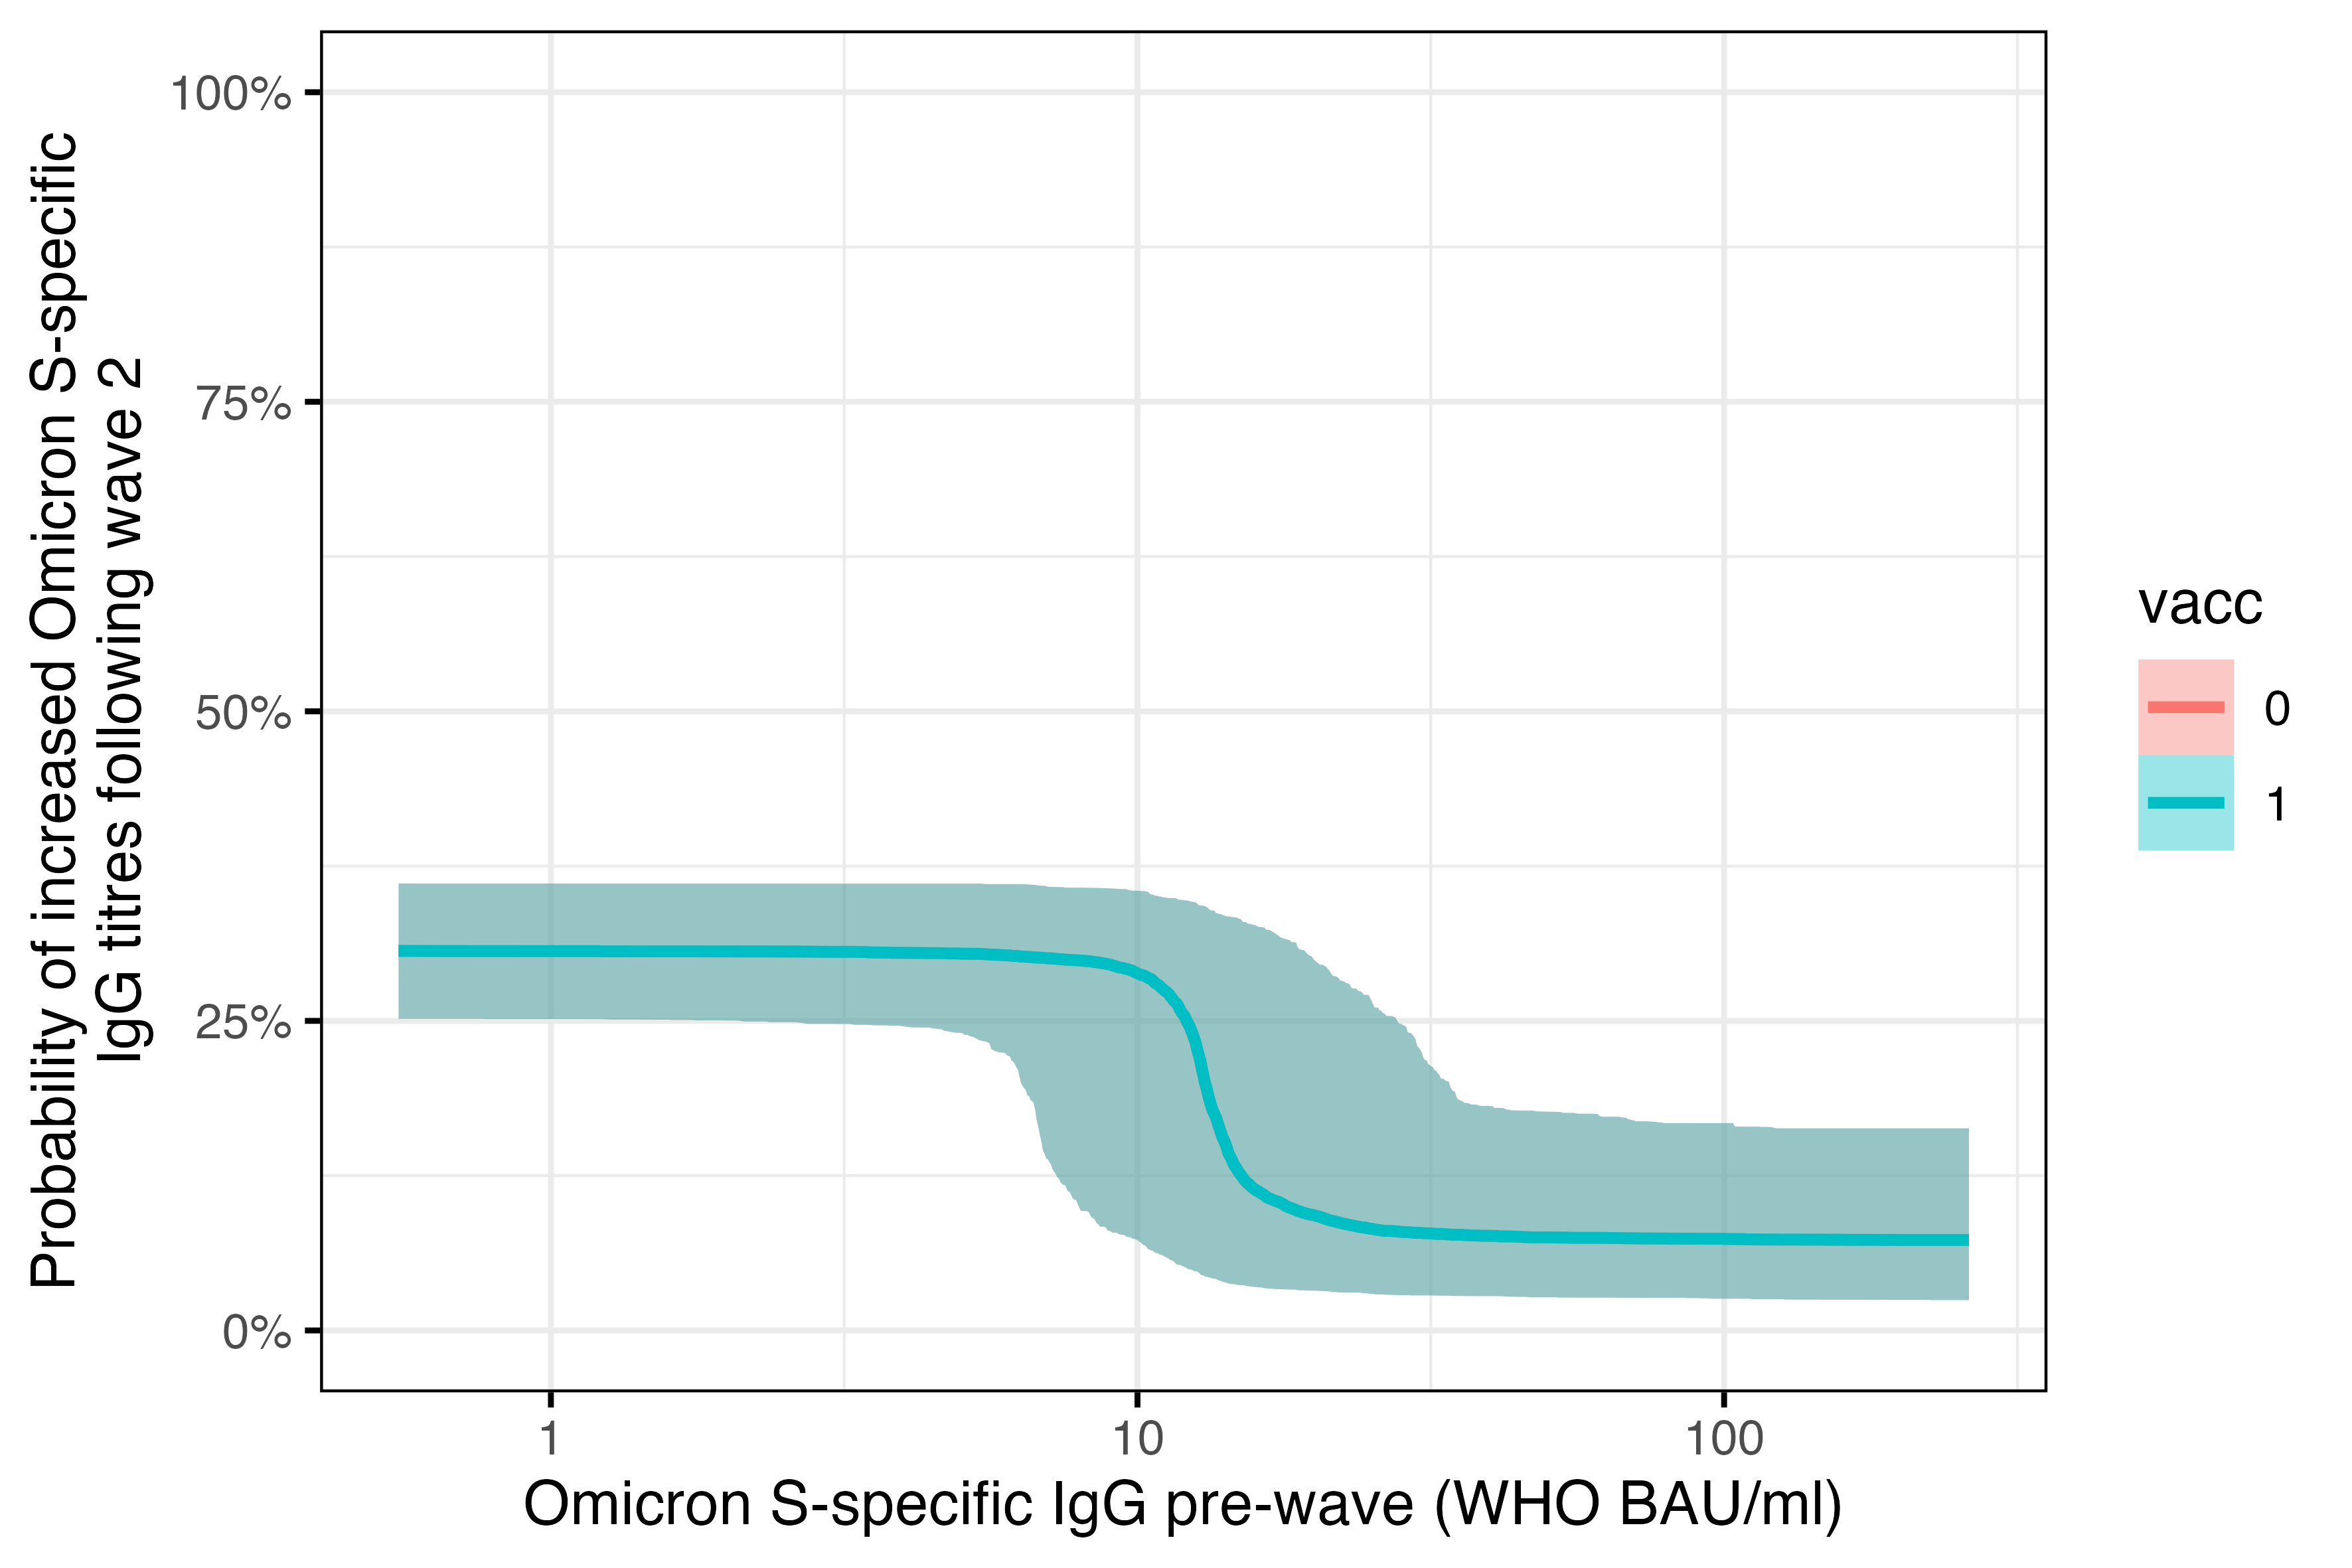 Probability of increased Omicron S-specific
IgG titres following wave 2
100%
75%
50%
25%
0%
1
10
100
Omicron S-specific IgG pre-wave (WHO BAU/ml)
vacc
0
1